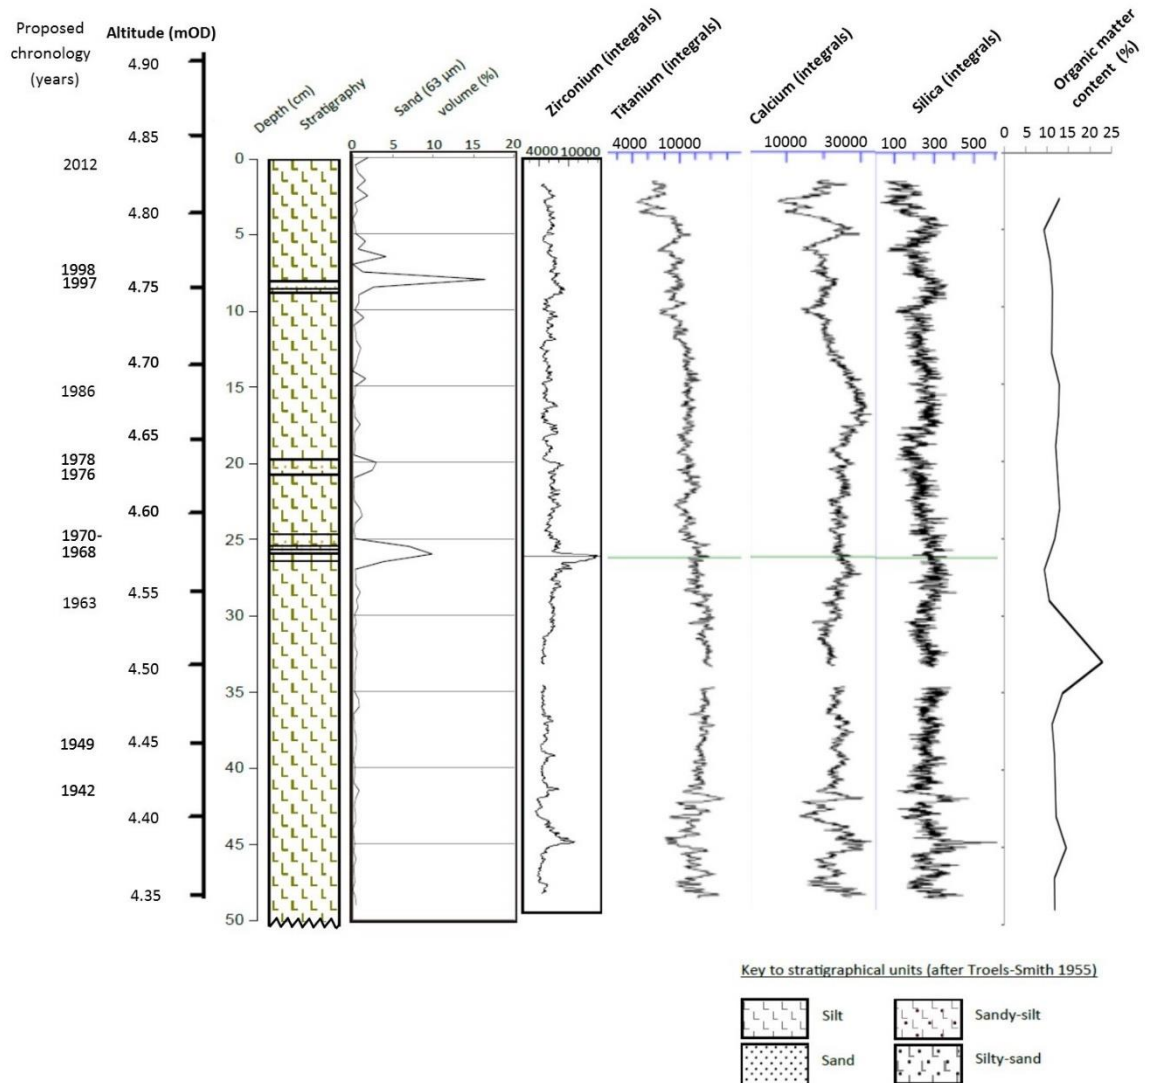 Proposed
chronology
(years)
Altitude (mOD)
Depth (cm)
Stratigraphy
Sand (63 µm)
volume (%)
Zirconium (integrals)
Titanium (integrals)
Calcium (integrals)
Silica (integrals)
Organic matter
content (%)
0 5 10 15 20
4000 10000
4000 10000
10000 30000
100 300 500
0 5 10 15 20 25
2012
1998
1997
1986
1978
1976
1970-
1968
1963
1949
1942
4.90
4.85
4.80
4.75
4.70
4.65
4.60
4.55
4.50
4.45
4.40
4.35
0
5
10
15
20
25
30
35
40
45
50
Key to stratigraphical units (after Troels-Smith 1955)
Silt
Sandy-silt
Sand
Silty-sand